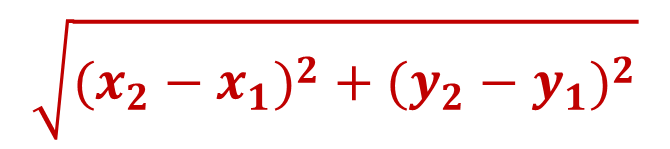 √(x₂ − x₁)² + (y₂ − y₁)²